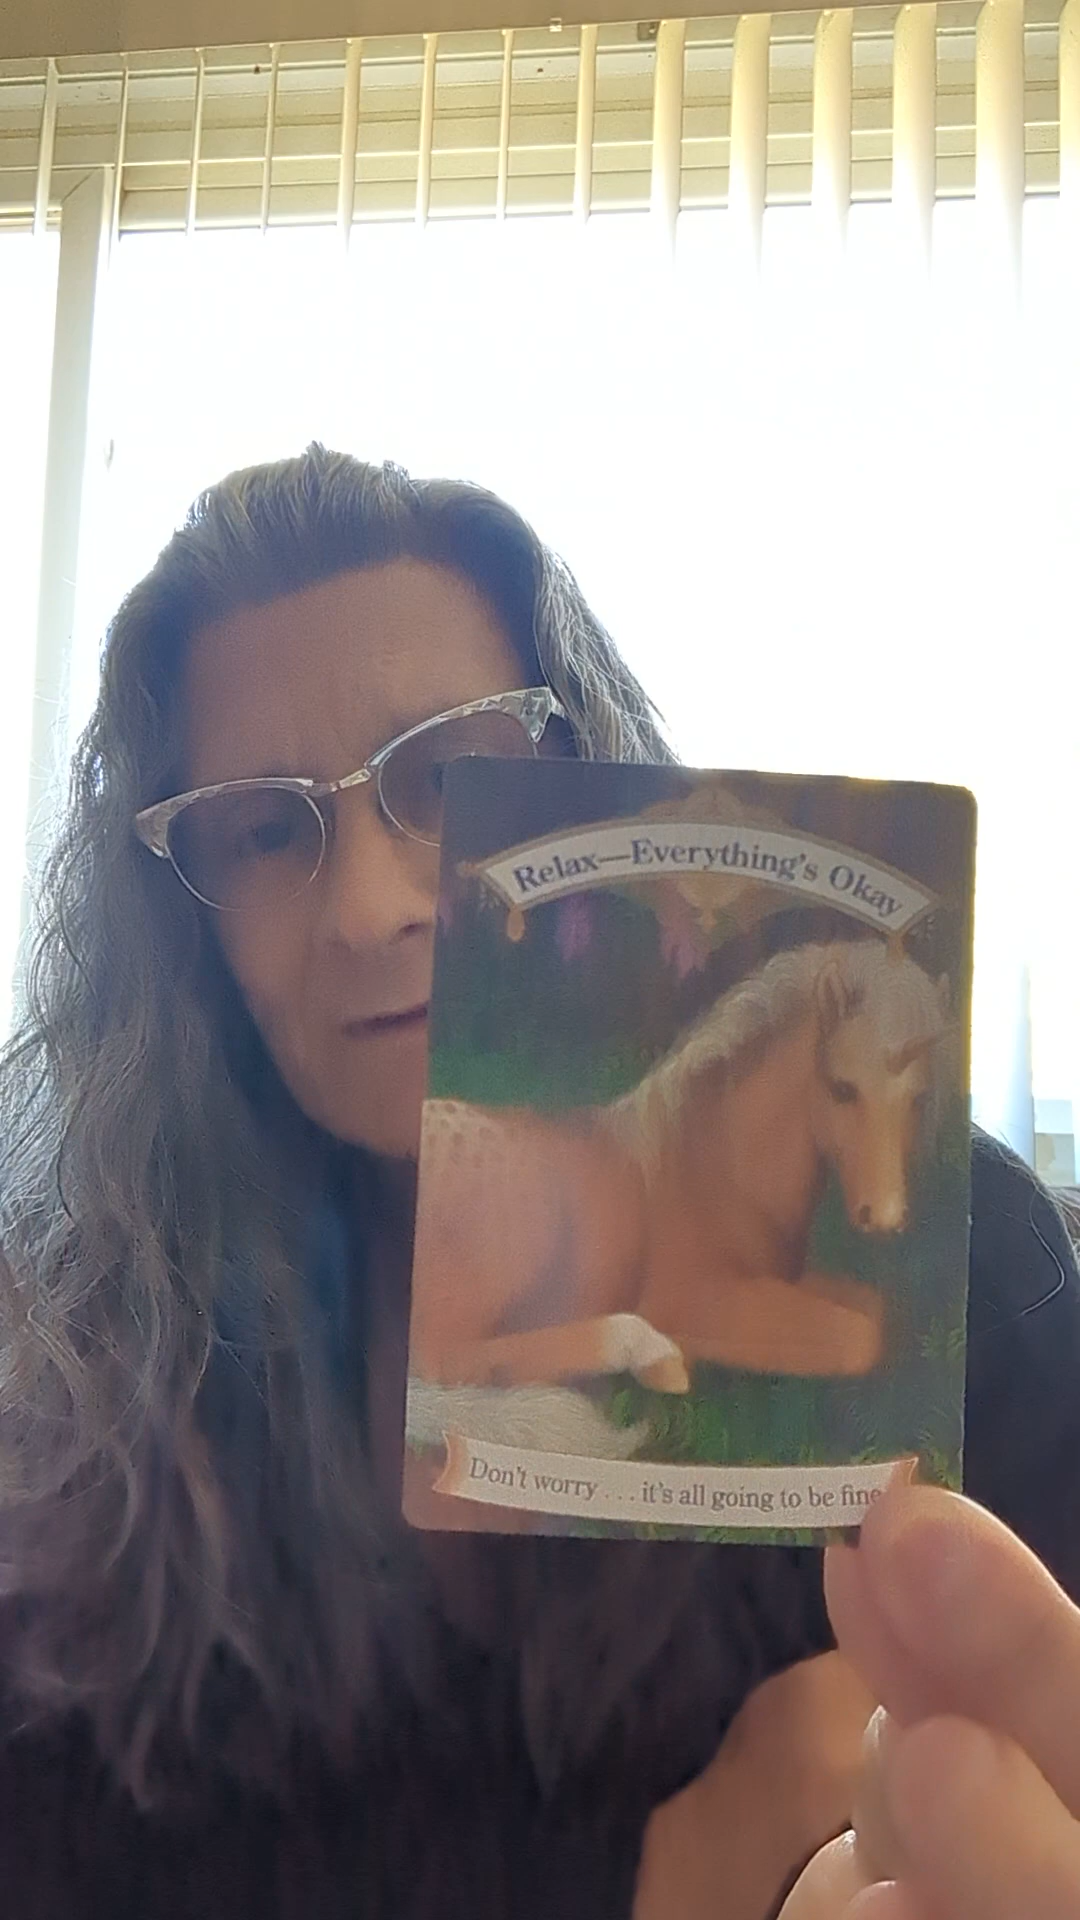 Relax—Everything's Okay
Don't worry . . . it's all going to be fine